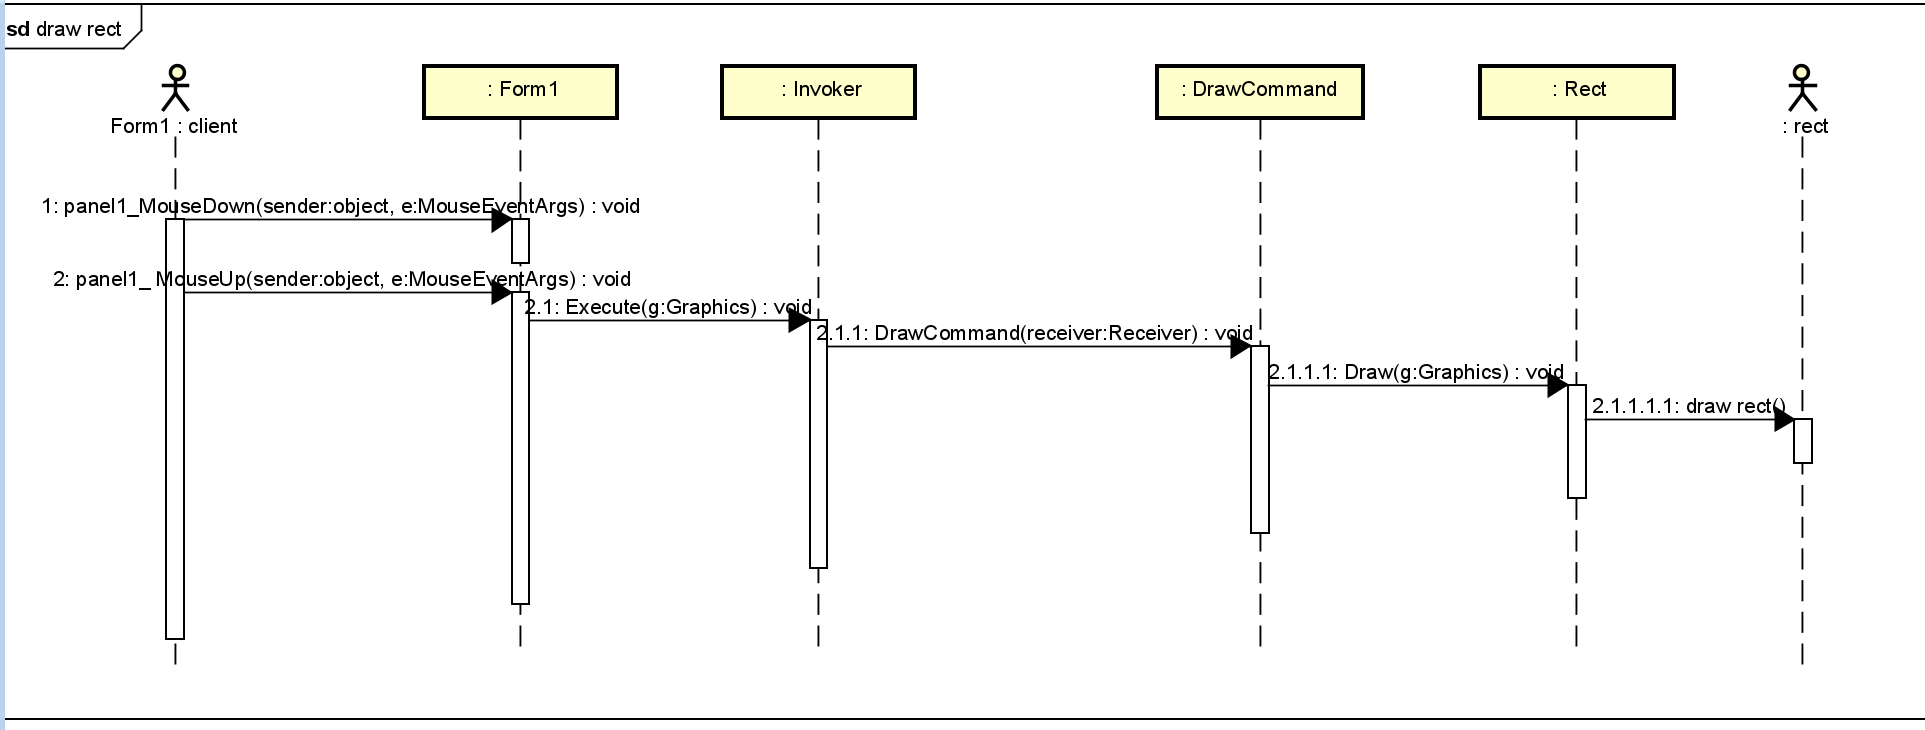 sd draw rect
: Form1
: Invoker
: DrawCommand
: Rect
Form1 : client
: rect
1: panel1_MouseDown(sender:object, e:MouseEventArgs) : void
2: panel1_ MouseUp(sender:object, e:MouseEventArgs) : void
2.1: Execute(g:Graphics) : void
2.1.1: DrawCommand(receiver:Receiver) : void
2.1.1.1: Draw(g:Graphics) : void
2.1.1.1.1: draw rect()